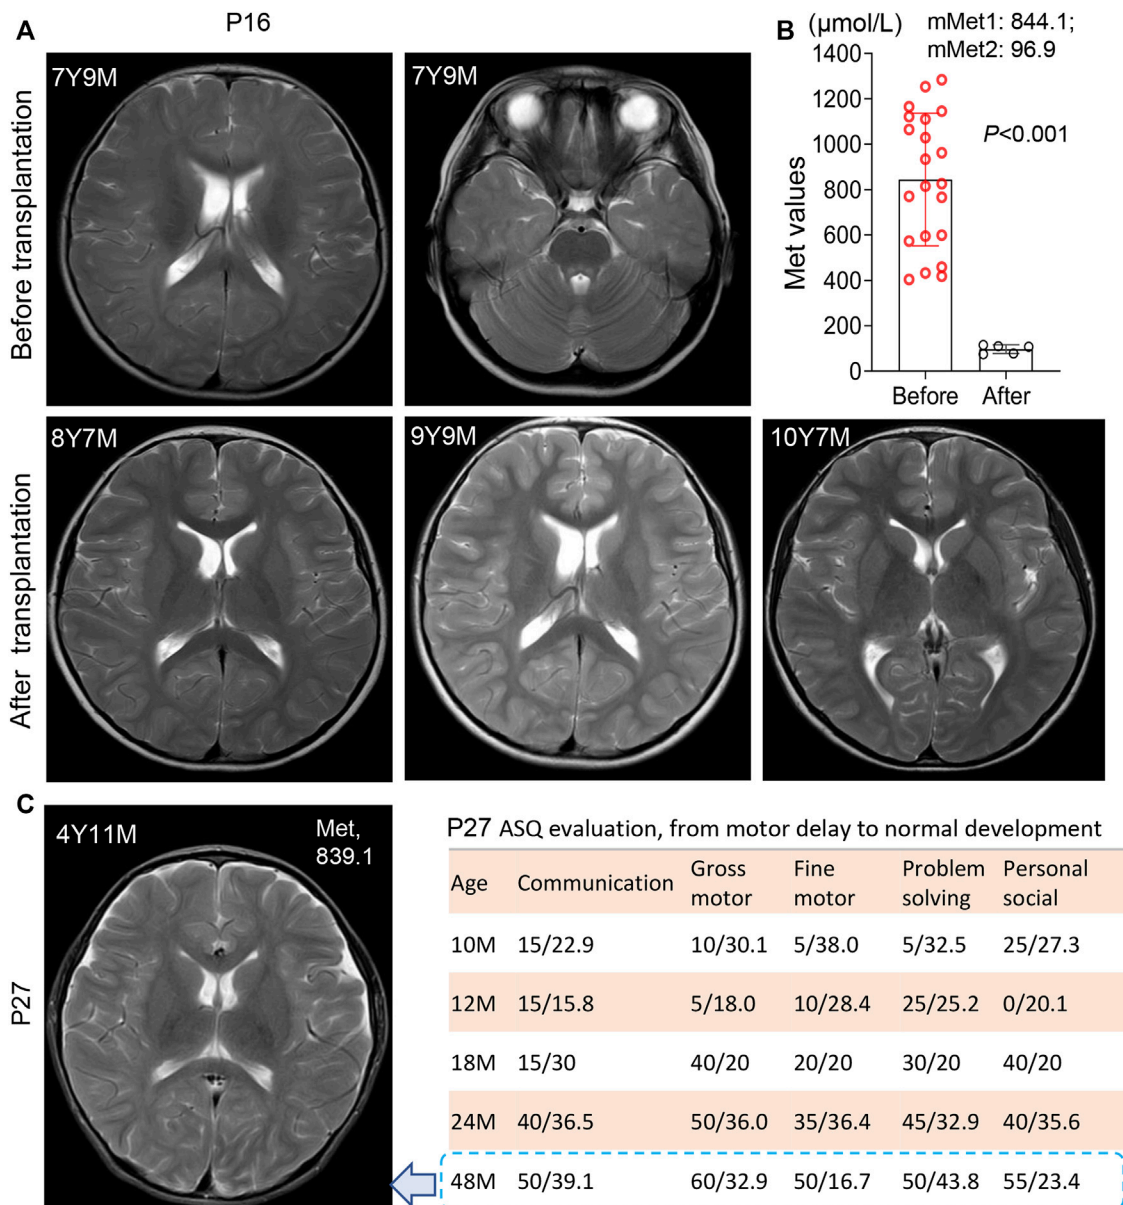 A
P16
Before transplantation
7Y9M
7Y9M
B
(μmol/L)
mMet1: 844.1;
mMet2: 96.9
P<0.001
Met values
1400
1200
1000
800
600
400
200
0
Before
After
After transplantation
8Y7M
9Y9M
10Y7M
C
P27
4Y11M
Met,
839.1
P27 ASQ evaluation, from motor delay to normal development
Age Communication Gross motor Fine motor Problem solving Personal social
10M 15/22.9 10/30.1 5/38.0 5/32.5 25/27.3
12M 15/15.8 5/18.0 10/28.4 25/25.2 0/20.1
18M 15/30 40/20 20/20 30/20 40/20
24M 40/36.5 50/36.0 35/36.4 45/32.9 40/35.6
48M 50/39.1 60/32.9 50/16.7 50/43.8 55/23.4